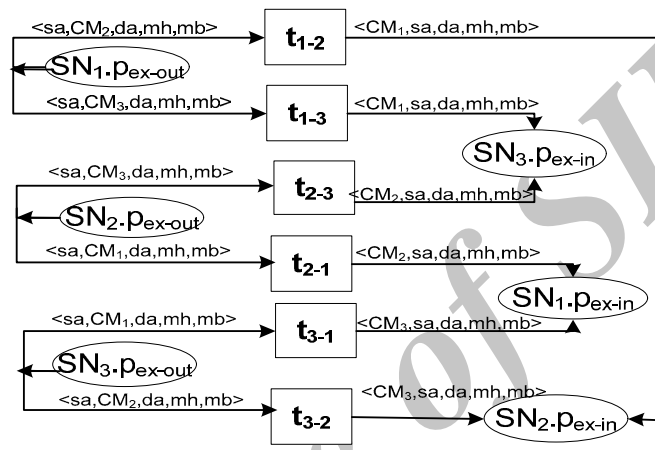 <sa,CM₂,da,mh,mb> t₁₋₂ <CM₁,sa,da,mh,mb>
SN₁.pₑₓ₋ₒᵤₜ
<sa,CM₃,da,mh,mb> t₁₋₃ <CM₁,sa,da,mh,mb>
SN₃.pₑₓ₋ᵢₙ
<sa,CM₃,da,mh,mb> t₂₋₃ <CM₂,sa,da,mh,mb>
SN₂.pₑₓ₋ₒᵤₜ
<sa,CM₁,da,mh,mb> t₂₋₁ <CM₂,sa,da,mh,mb>
SN₁.pₑₓ₋ᵢₙ
<sa,CM₁,da,mh,mb> t₃₋₁ <CM₃,sa,da,mh,mb>
SN₃.pₑₓ₋ₒᵤₜ
<sa,CM₂,da,mh,mb> t₃₋₂ <CM₃,sa,da,mh,mb>
SN₂.pₑₓ₋ᵢₙ
of